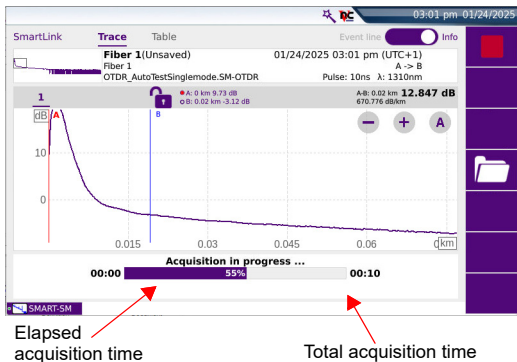 03:01 pm 01/24/2025
SmartLink Trace Table Event line Info
Fiber 1(Unsaved) 01/24/2025 03:01 pm (UTC+1)
Fiber 1 A -> B
OTDR_AutoTestSinglemode.SM-OTDR Pulse: 10ns λ: 1310nm
1 A: 0 km 9.73 dB A-B: 0.02 km 12.847 dB
B: 0.02 km -3.12 dB 670.776 dB/km
dB A B − + A
10
0
0.015 0.03 0.045 0.06 km
Acquisition in progress ...
00:00 55% 00:10
SMART-SM
Elapsed
acquisition time
Total acquisition time